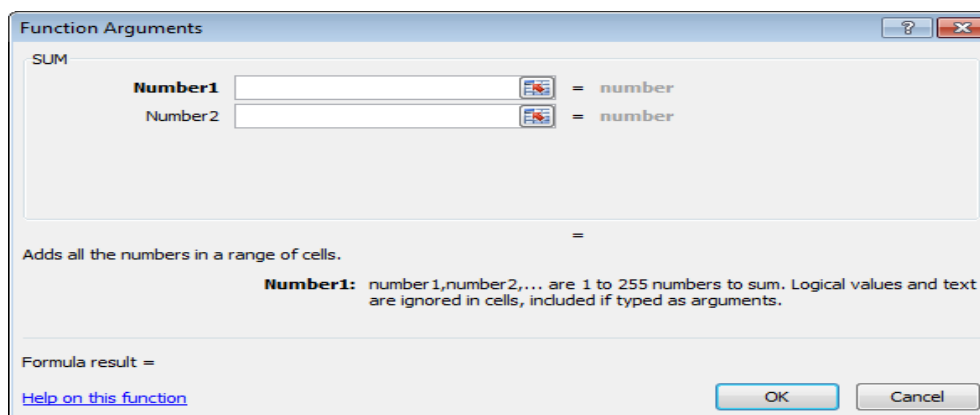 Function Arguments
SUM
Number1 = number
Number2 = number
=
Adds all the numbers in a range of cells.
Number1: number1,number2,... are 1 to 255 numbers to sum. Logical values and text
are ignored in cells, included if typed as arguments.
Formula result =
Help on this function OK Cancel